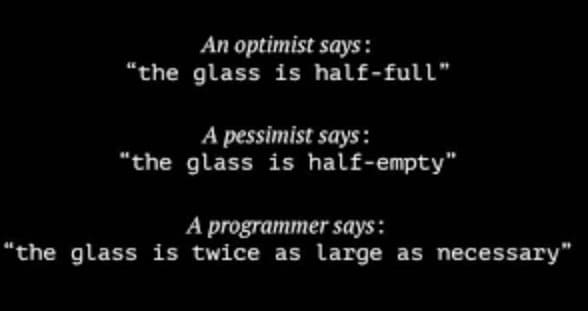 An optimist says:
“the glass is half-full”
A pessimist says:
“the glass is half-empty”
A programmer says:
“the glass is twice as large as necessary”